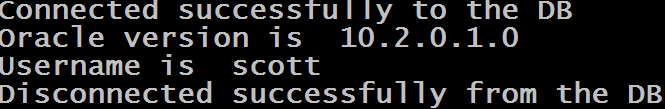 Connected successfully to the DB
Oracle version is  10.2.0.1.0
Username is  scott
Disconnected successfully from the DB